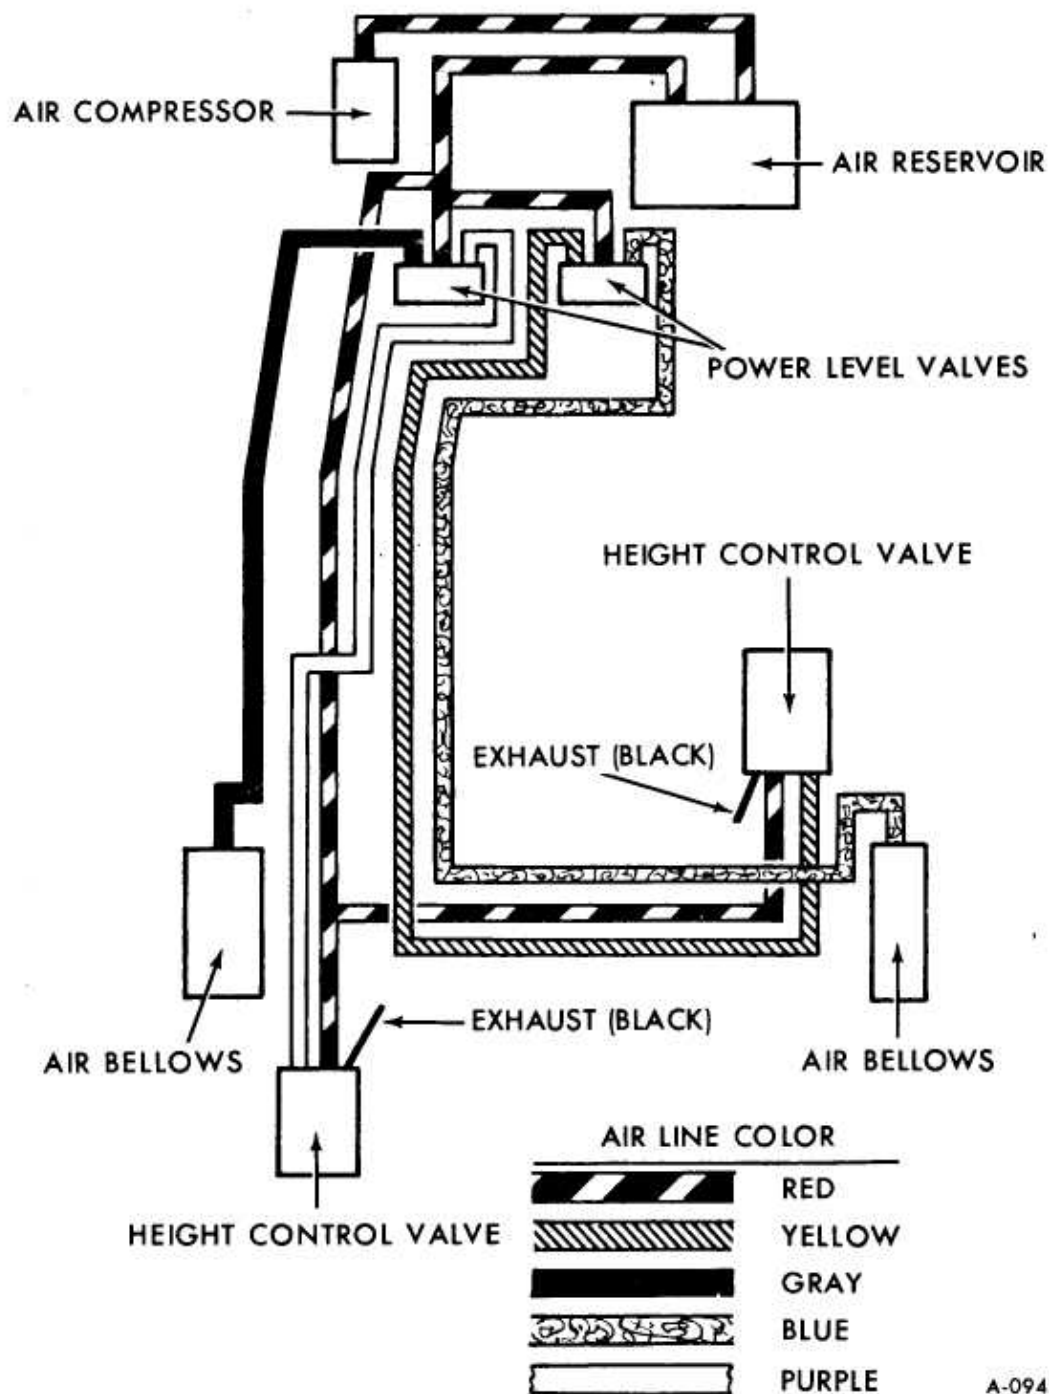 AIR COMPRESSOR
AIR RESERVOIR
POWER LEVEL VALVES
HEIGHT CONTROL VALVE
EXHAUST (BLACK)
EXHAUST (BLACK)
AIR BELLOWS
AIR BELLOWS
HEIGHT CONTROL VALVE
AIR LINE COLOR
RED
YELLOW
GRAY
BLUE
PURPLE
A-094